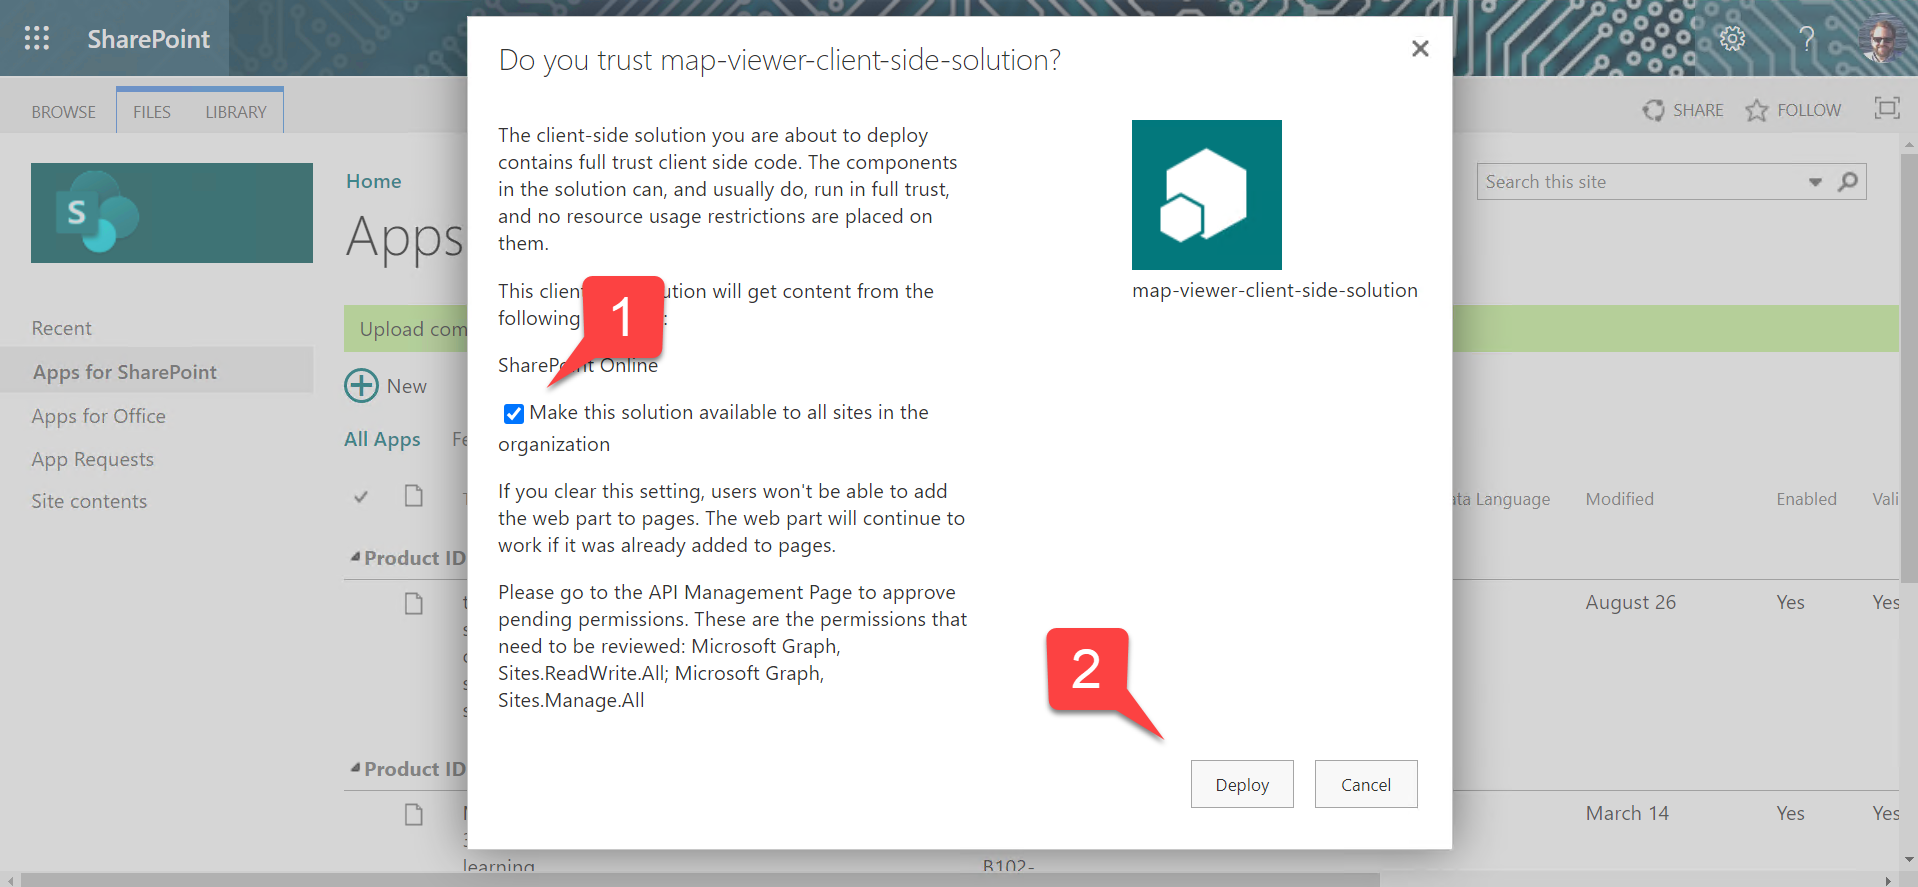 SharePoint
BROWSE
FILES
LIBRARY
SHARE
FOLLOW
S
Home
Apps
Search this site
Recent
Apps for SharePoint
Apps for Office
App Requests
Site contents
Upload com
New
All Apps
Fe
ata Language
Modified
Enabled
Vali
Product ID
August 26
Yes
Yes
Product ID
March 14
Yes
Yes
learning
B102-
Do you trust map-viewer-client-side-solution?
The client-side solution you are about to deploy
contains full trust client side code. The components
in the solution can, and usually do, run in full trust,
and no resource usage restrictions are placed on
them.
This clien ution will get content from the
following :
SharePoint Online
Make this solution available to all sites in the
organization
If you clear this setting, users won't be able to add
the web part to pages. The web part will continue to
work if it was already added to pages.
Please go to the API Management Page to approve
pending permissions. These are the permissions that
need to be reviewed: Microsoft Graph,
Sites.ReadWrite.All; Microsoft Graph,
Sites.Manage.All
map-viewer-client-side-solution
1
2
Deploy
Cancel